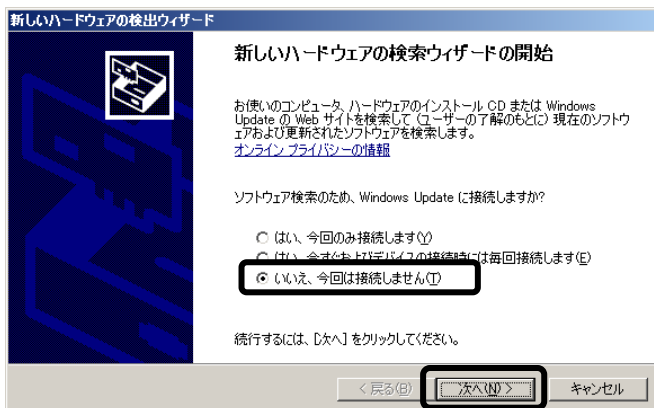 新しいハードウェアの検出ウィザード
新しいハードウェアの検索ウィザードの開始
お使いのコンピュータ、ハードウェアのインストール CD または Windows
Update の Web サイトを検索して (ユーザーの了解のもとに) 現在のソフトウ
ェアおよび更新されたソフトウェアを検索します。
オンライン プライバシーの情報
ソフトウェア検索のため、Windows Update に接続しますか?
はい、今回のみ接続します(Y)
はい、今すぐおよびデバイスの接続時には毎回接続します(E)
いいえ、今回は接続しません(T)
続行するには、[次へ] をクリックしてください。
< 戻る(B) 次へ(N) > キャンセル